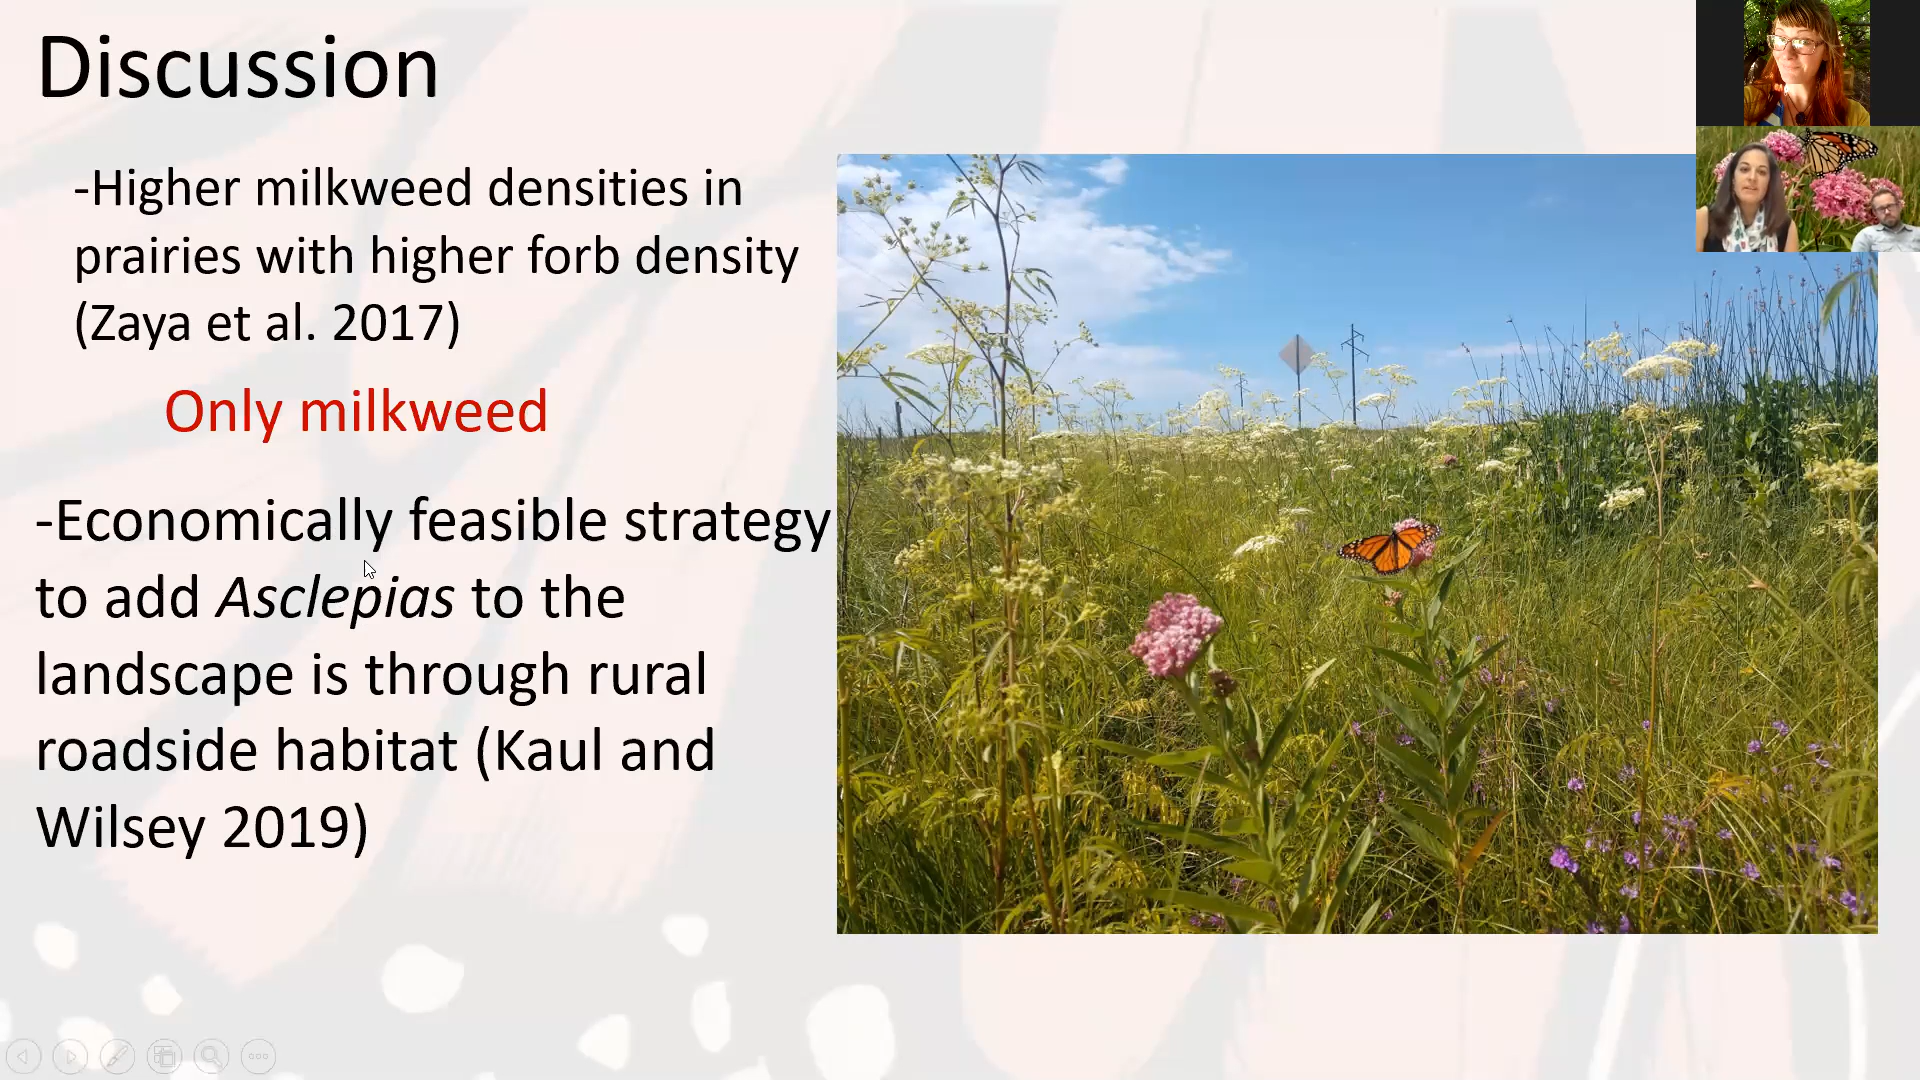 Discussion
-Higher milkweed densities in
prairies with higher forb density
(Zaya et al. 2017)
Only milkweed
-Economically feasible strategy
to add Asclepias to the
landscape is through rural
roadside habitat (Kaul and
Wilsey 2019)